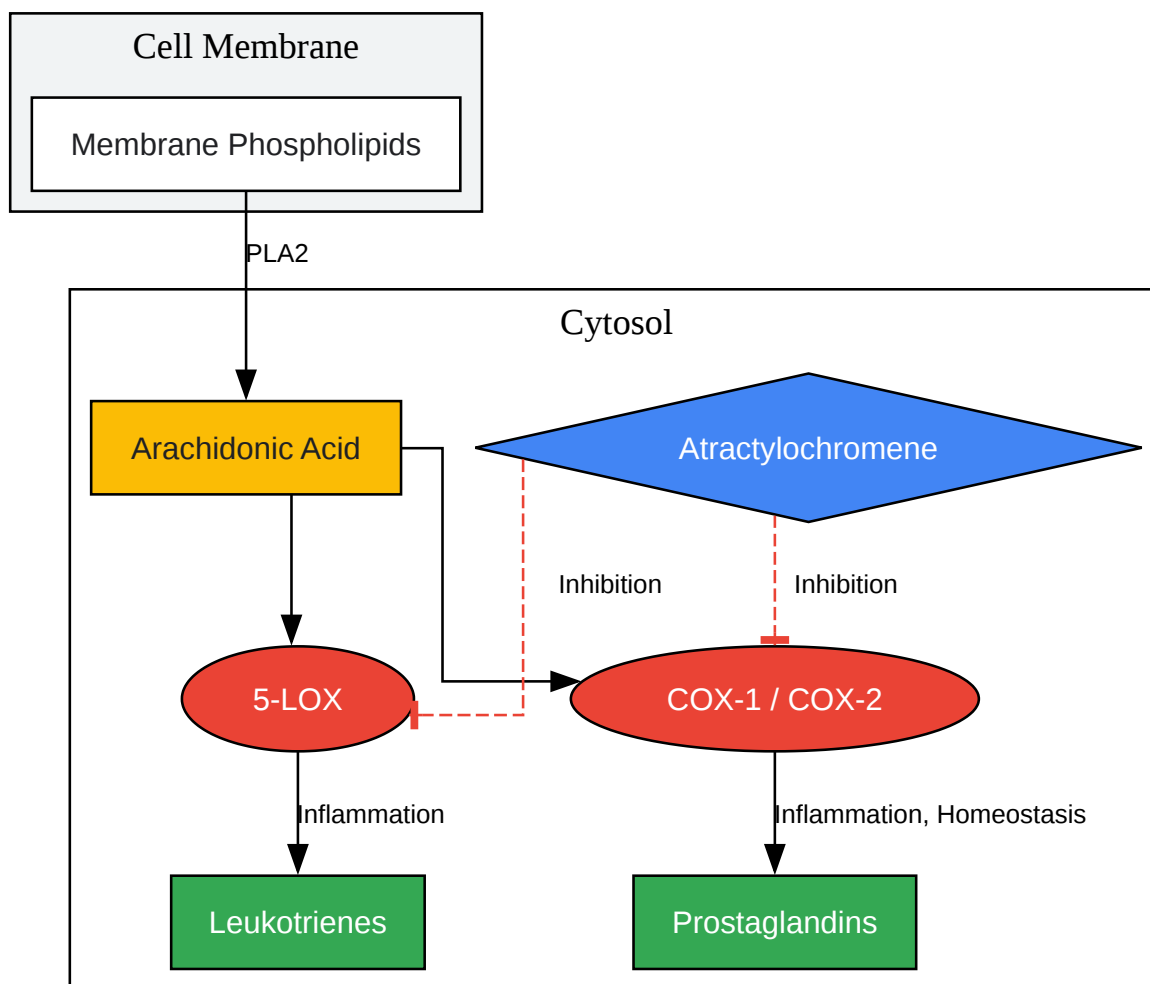 Cell Membrane
Membrane Phospholipids
PLA2
Cytosol
Arachidonic Acid
Atractylochromene
Inhibition
Inhibition
5-LOX
COX-1 / COX-2
Inflammation
Inflammation, Homeostasis
Leukotrienes
Prostaglandins